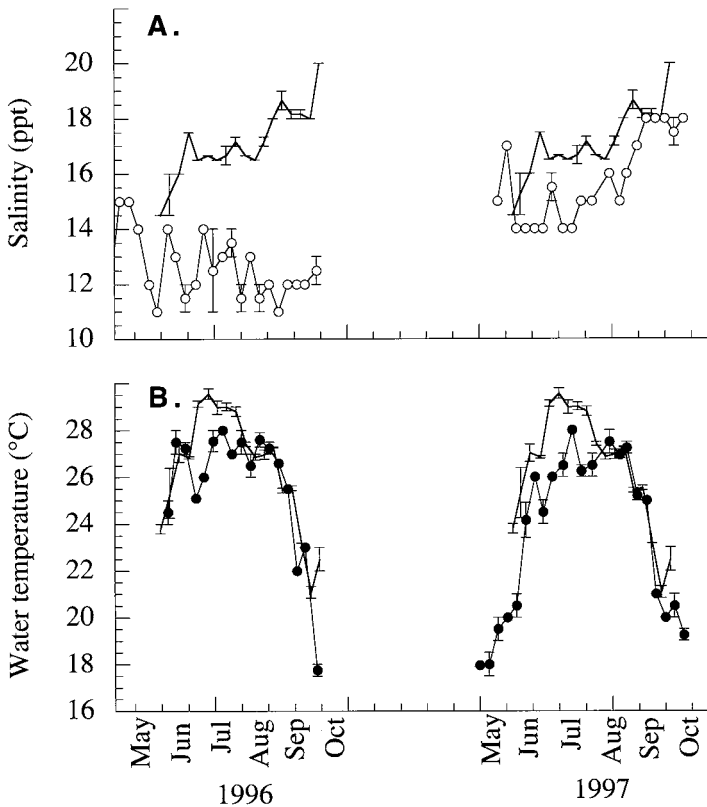 A.
Salinity (ppt)
20
18
16
14
12
10
B.
Water temperature (°C)
28
26
24
22
20
18
16
May
Jun
Jul
Aug
Sep
Oct
May
Jun
Jul
Aug
Sep
Oct
1996
1997